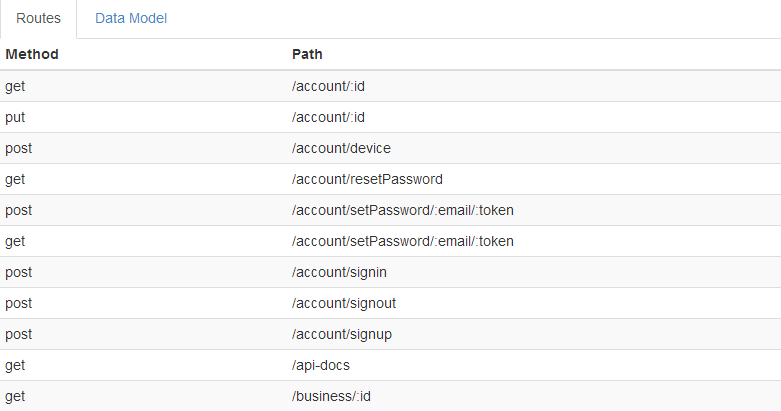 Routes Data Model
Method Path
get /account/:id
put /account/:id
post /account/device
get /account/resetPassword
post /account/setPassword/:email/:token
get /account/setPassword/:email/:token
post /account/signin
post /account/signout
post /account/signup
get /api-docs
get /business/:id